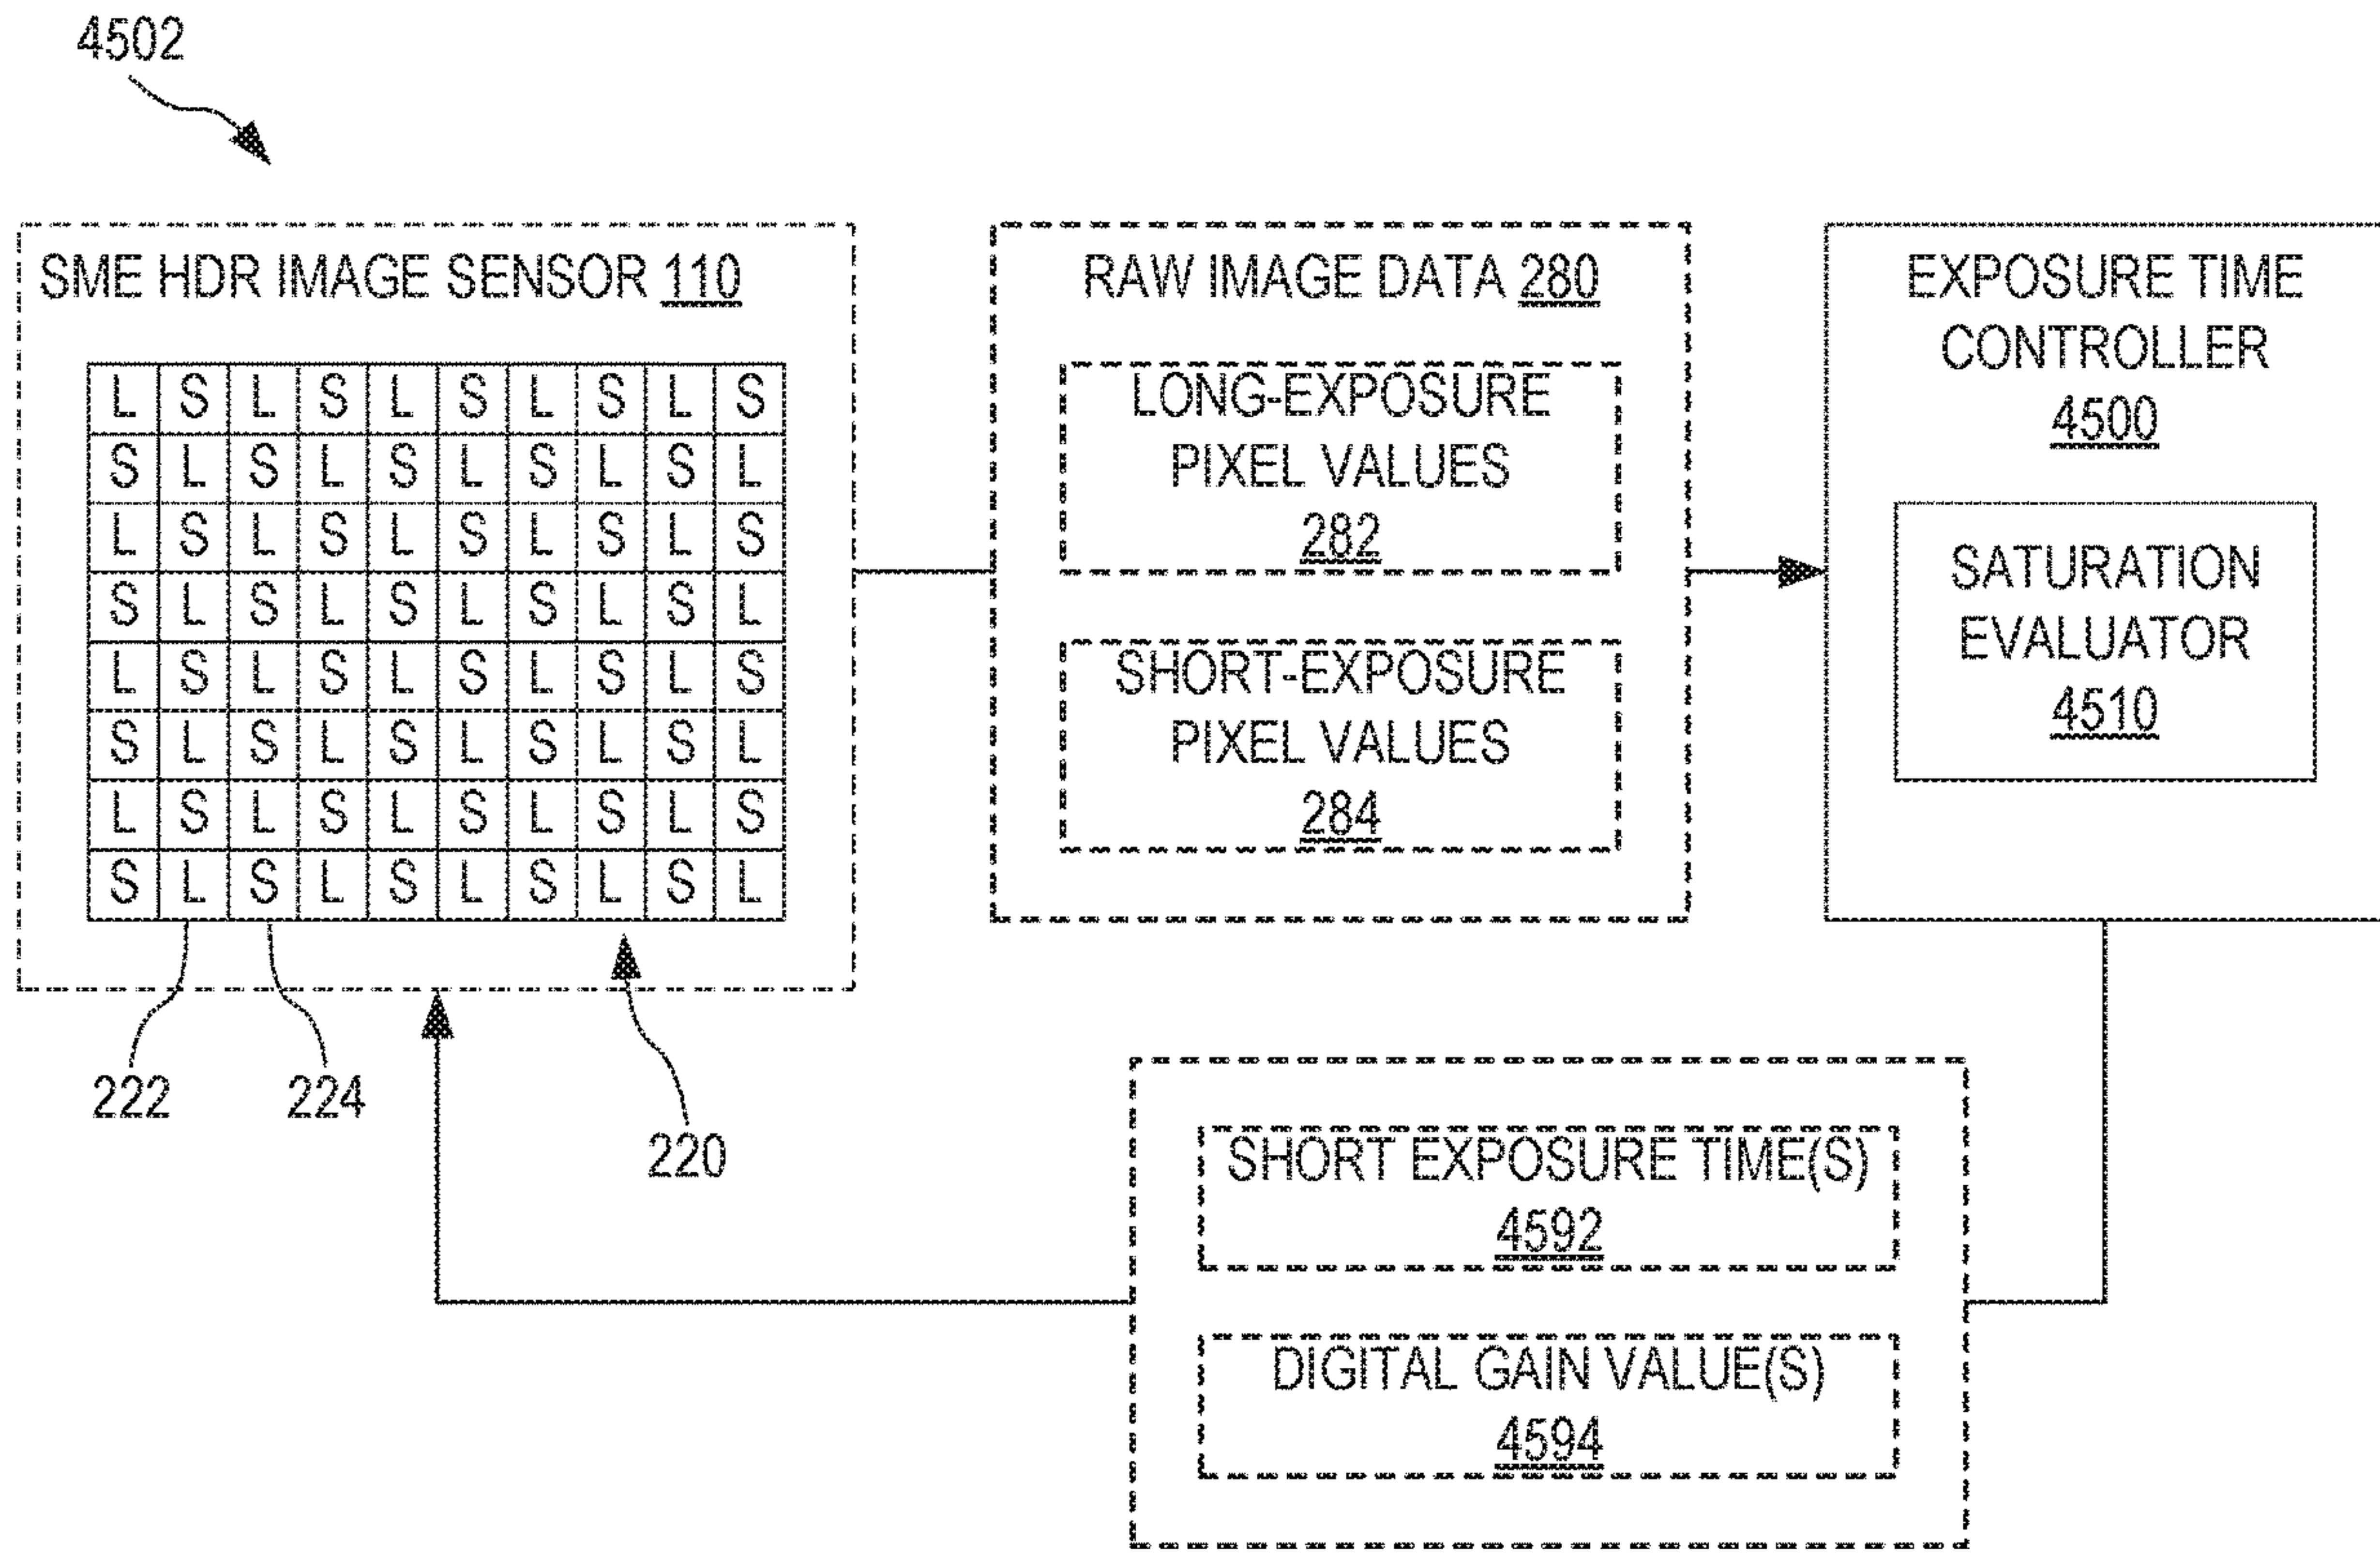 4502
SME HDR IMAGE SENSOR 110
L S L S L S L S L S
S L S L S L S L S L
L S L S L S L S L S
S L S L S L S L S L
L S L S L S L S L S
S L S L S L S L S L
L S L S L S L S L S
S L S L S L S L S L
222
224
220
RAW IMAGE DATA 280
LONG-EXPOSURE
PIXEL VALUES
282
SHORT-EXPOSURE
PIXEL VALUES
284
EXPOSURE TIME
CONTROLLER
4500
SATURATION
EVALUATOR
4510
SHORT EXPOSURE TIME(S)
4592
DIGITAL GAIN VALUE(S)
4594